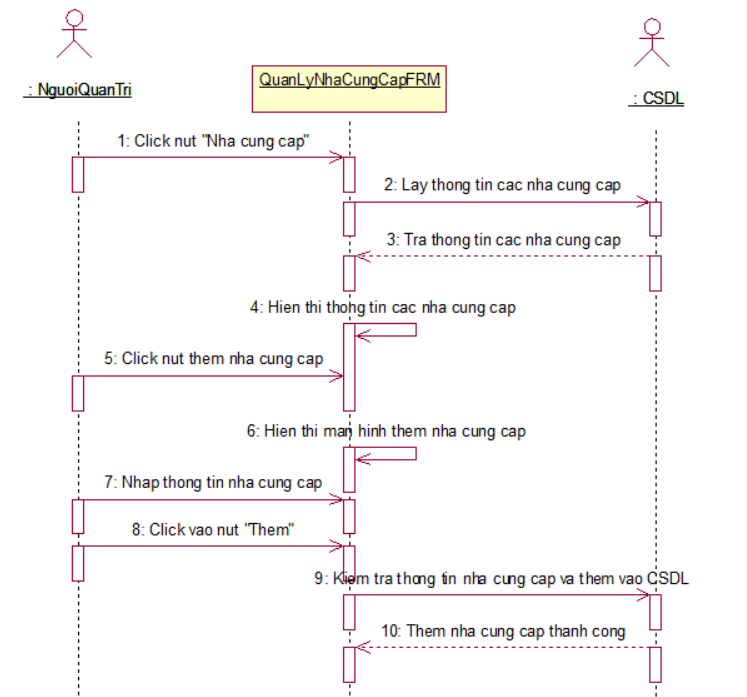 : NguoiQuanTri
QuanLyNhaCungCapFRM
: CSDL
1: Click nut "Nha cung cap"
2: Lay thong tin cac nha cung cap
3: Tra thong tin cac nha cung cap
4: Hien thi thong tin cac nha cung cap
5: Click nut them nha cung cap
6: Hien thi man hinh them nha cung cap
7: Nhap thong tin nha cung cap
8: Click vao nut "Them"
9: Kiem tra thong tin nha cung cap va them vao CSDL
10: Them nha cung cap thanh cong